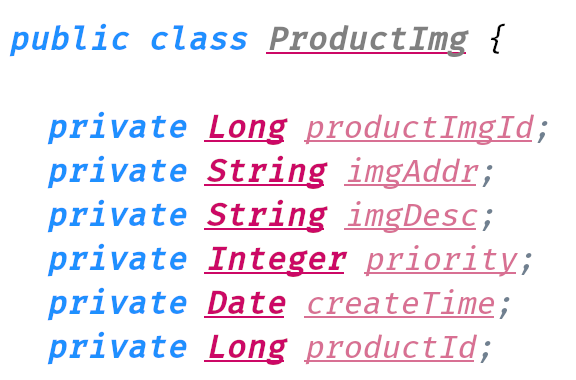 public class ProductImg {
private Long productImgId;
private String imgAddr;
private String imgDesc;
private Integer priority;
private Date createTime;
private Long productId;